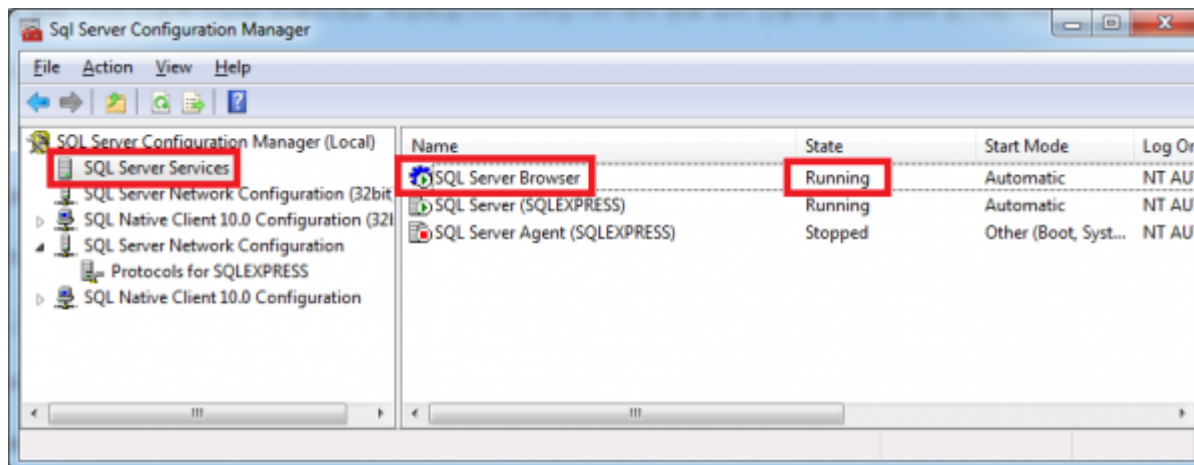 Sql Server Configuration Manager
File Action View Help
SQL Server Configuration Manager (Local)
SQL Server Services
SQL Server Network Configuration (32bit
SQL Native Client 10.0 Configuration (32
SQL Server Network Configuration
Protocols for SQLEXPRESS
SQL Native Client 10.0 Configuration
Name State Start Mode Log On
SQL Server Browser Running Automatic NT AU
SQL Server (SQLEXPRESS) Running Automatic NT AU
SQL Server Agent (SQLEXPRESS) Stopped Other (Boot, Syst... NT AU